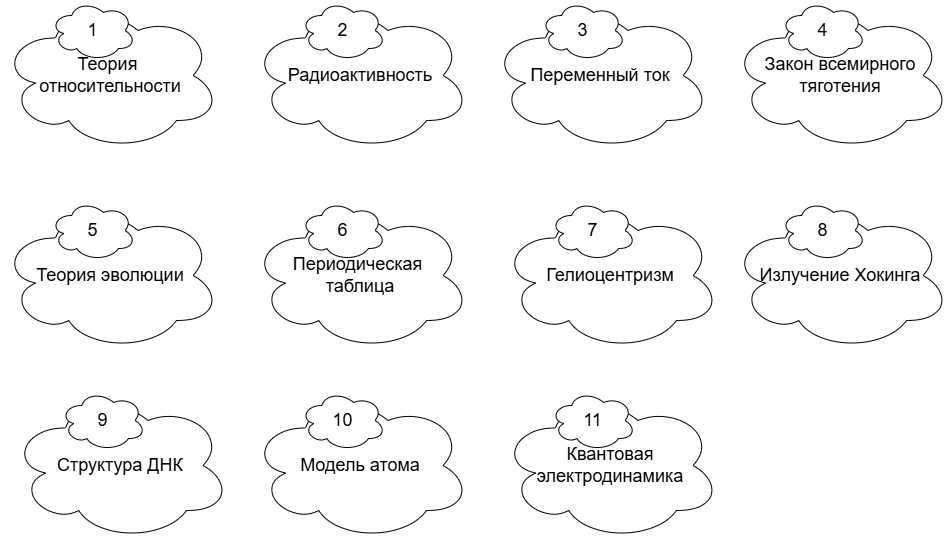 1
Теория
относительности
2
Радиоактивность
3
Переменный ток
4
Закон всемирного
тяготения
5
Теория эволюции
6
Периодическая
таблица
7
Гелиоцентризм
8
Излучение Хокинга
9
Структура ДНК
10
Модель атома
11
Квантовая
электродинамика